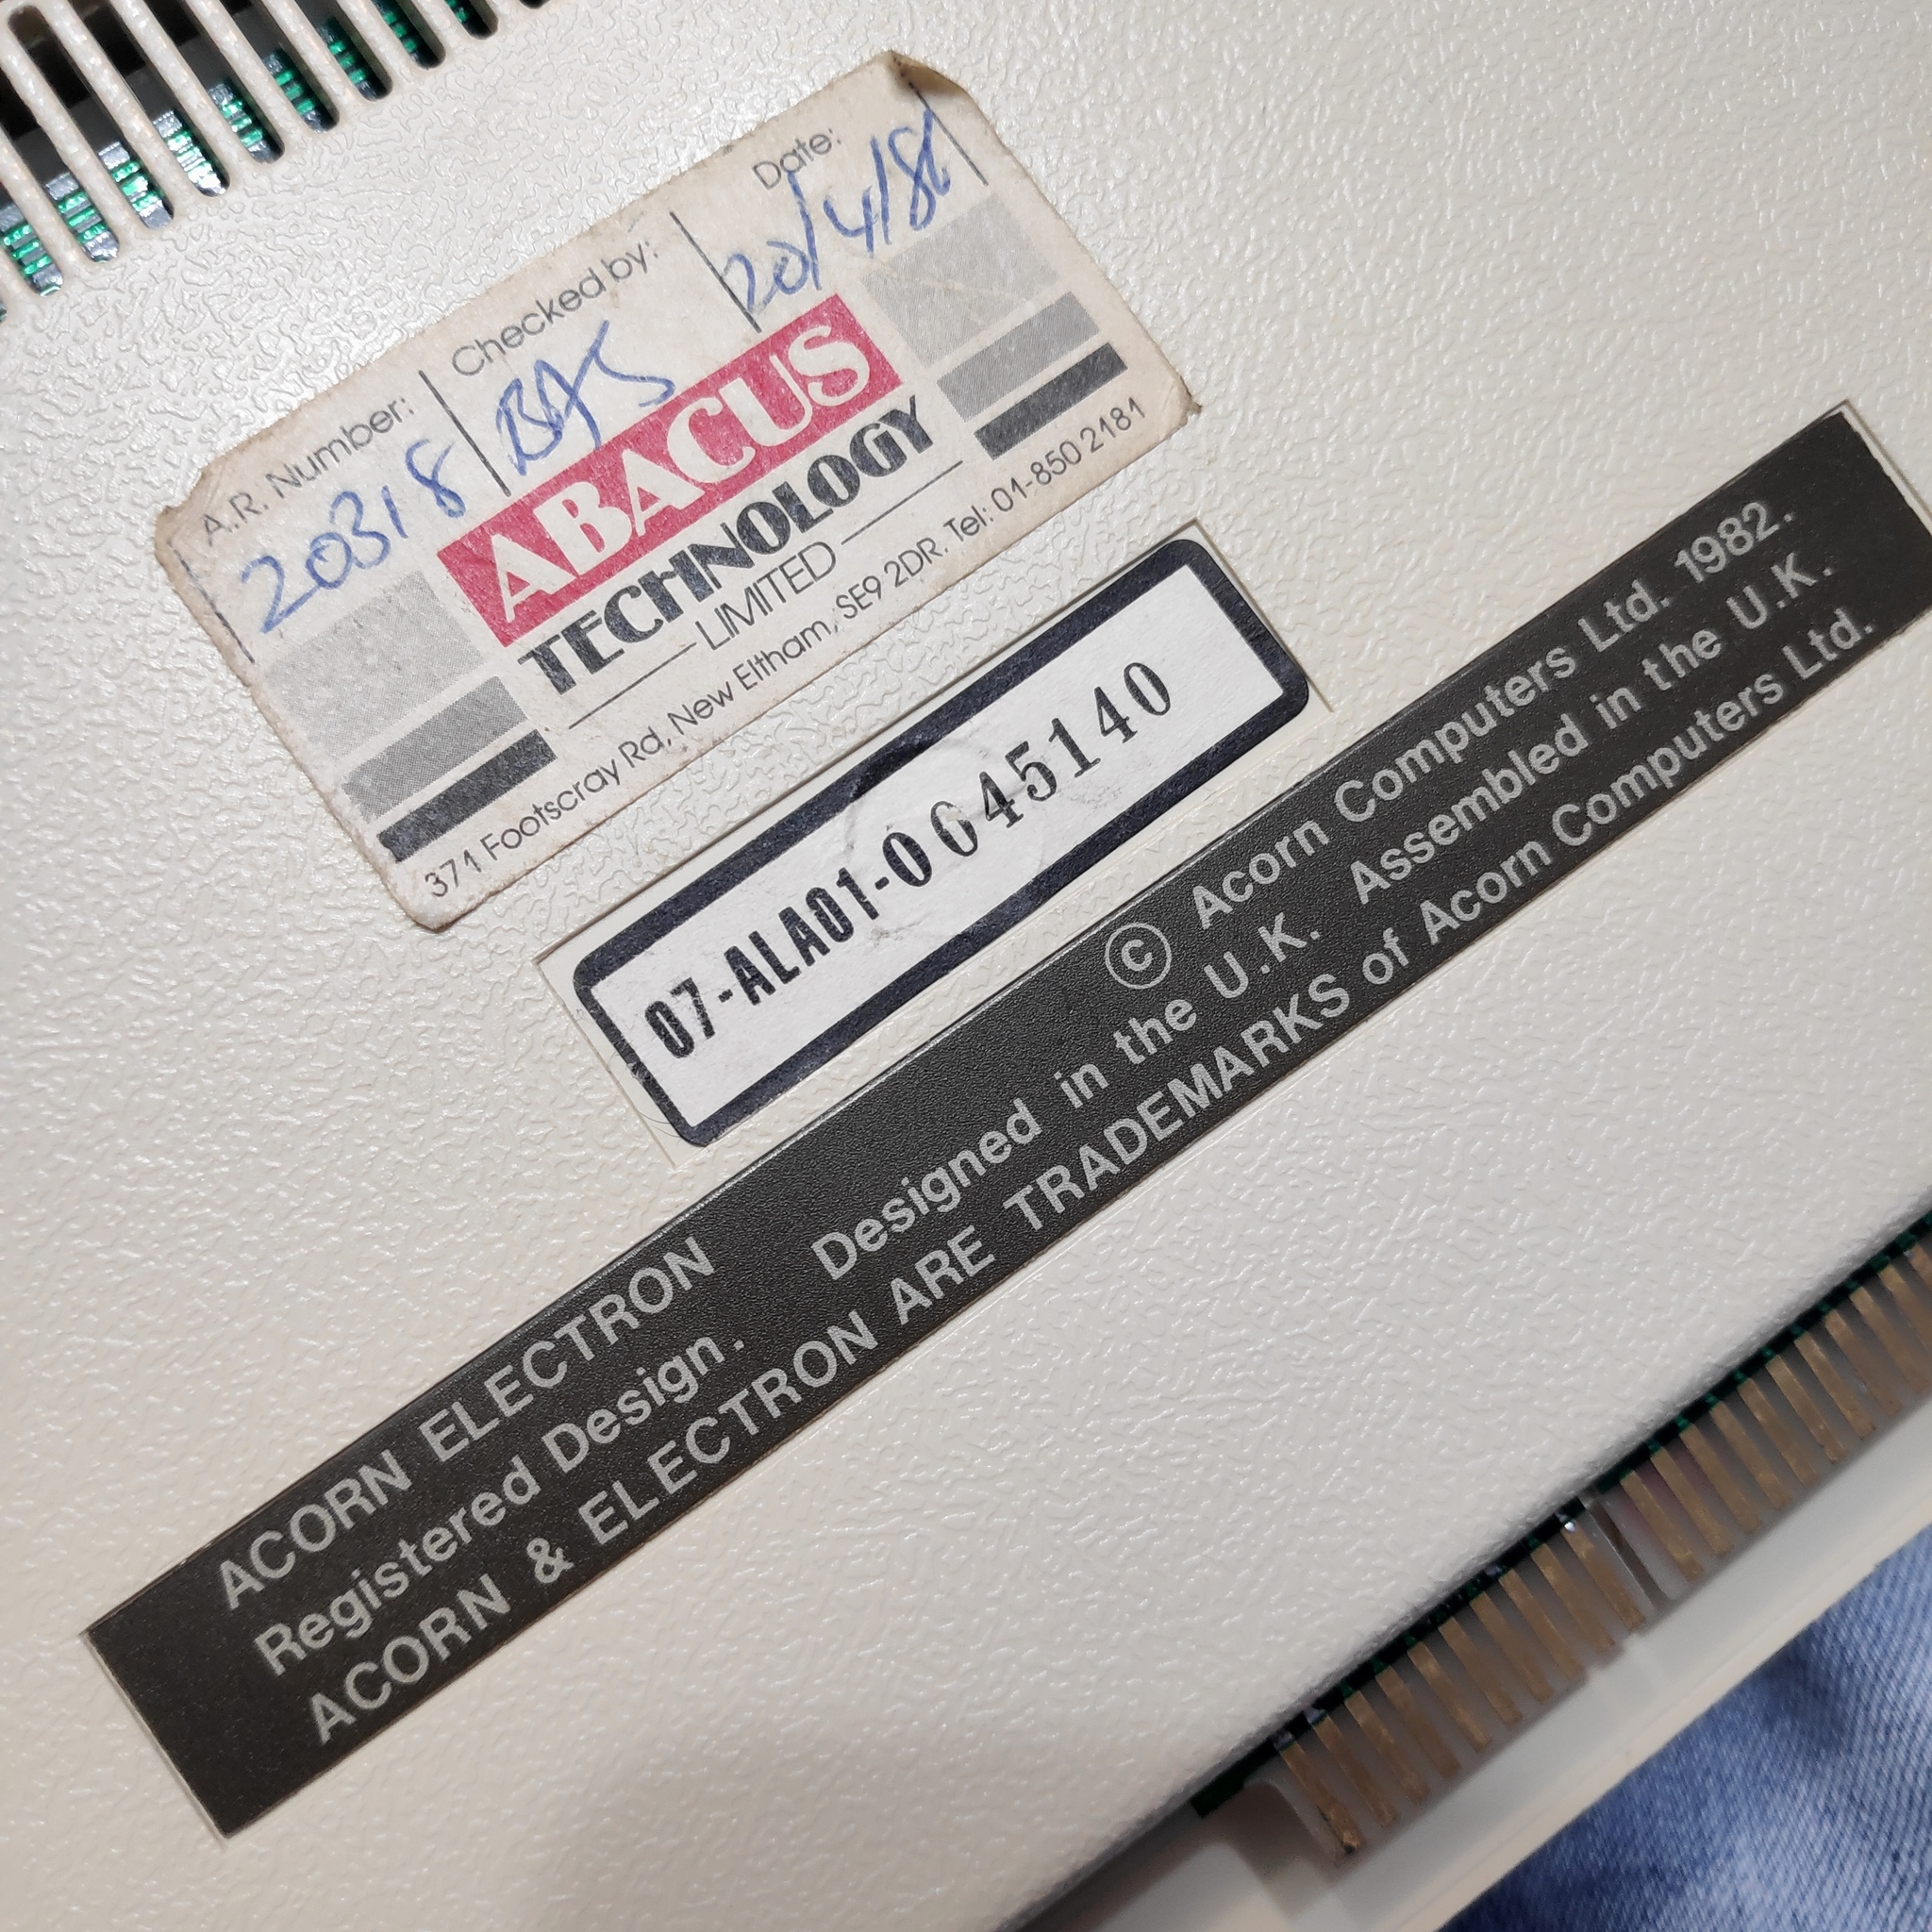 A.R. Number: Checked by: Date:
20318 BAS 20/4/86
ABACUS
TECHNOLOGY
LIMITED
371 Footscray Rd, New Eltham, SE9 2DR. Tel: 01-850 2181
07-ALA01-0045140
ACORN ELECTRON © Acorn Computers Ltd. 1982.
Registered Design. Designed in the U.K. Assembled in the U.K.
ACORN & ELECTRON ARE TRADEMARKS of Acorn Computers Ltd.